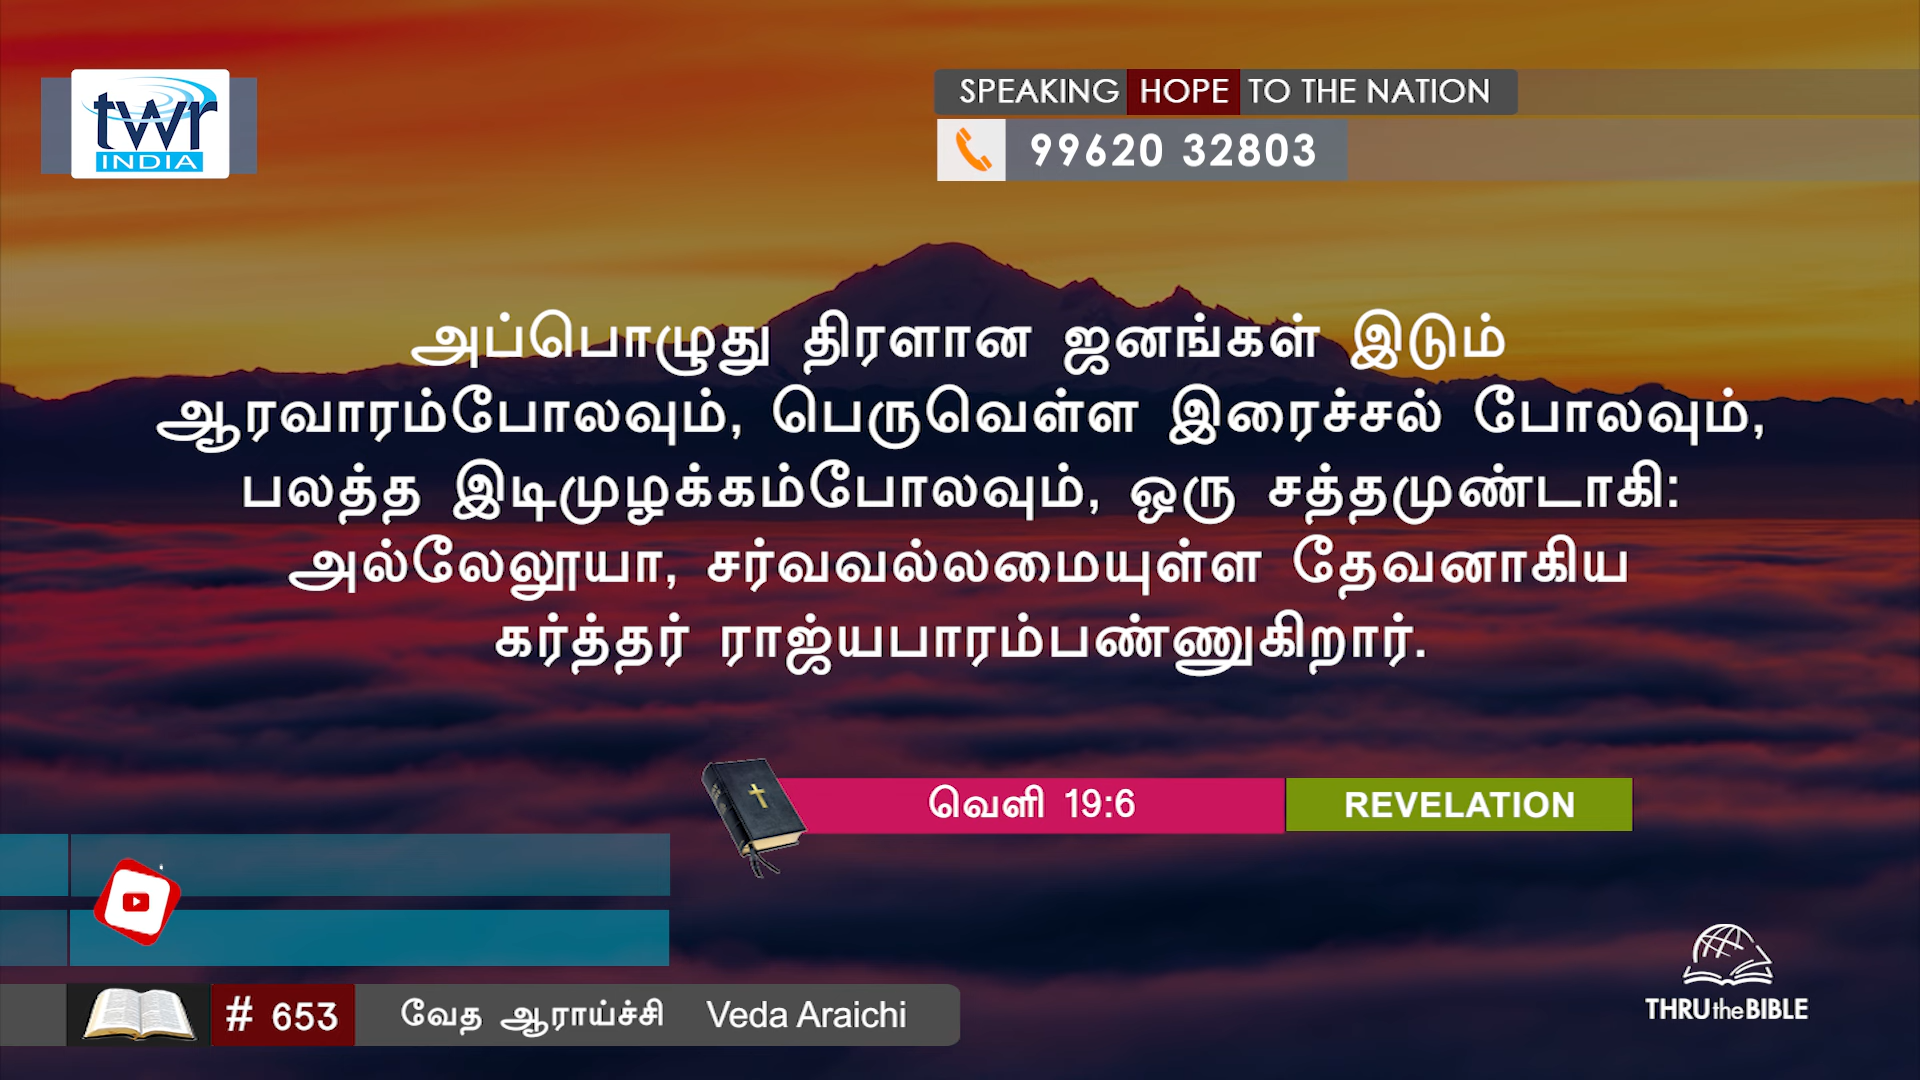 twr
INDIA
SPEAKING HOPE TO THE NATION
99620 32803
அப்பொழுது திரளான ஜனங்கள் இடும்
ஆரவாரம்போலவும், பெருவெள்ள இரைச்சல் போலவும்,
பலத்த இடிமுழக்கம்போலவும், ஒரு சத்தமுண்டாகி:
அல்லேலூயா, சர்வவல்லமையுள்ள தேவனாகிய
கர்த்தர் ராஜ்யபாரம்பண்ணுகிறார்.
வெளி 19:6 REVELATION
# 653 வேத ஆராய்ச்சி Veda Araichi
THRU the BIBLE